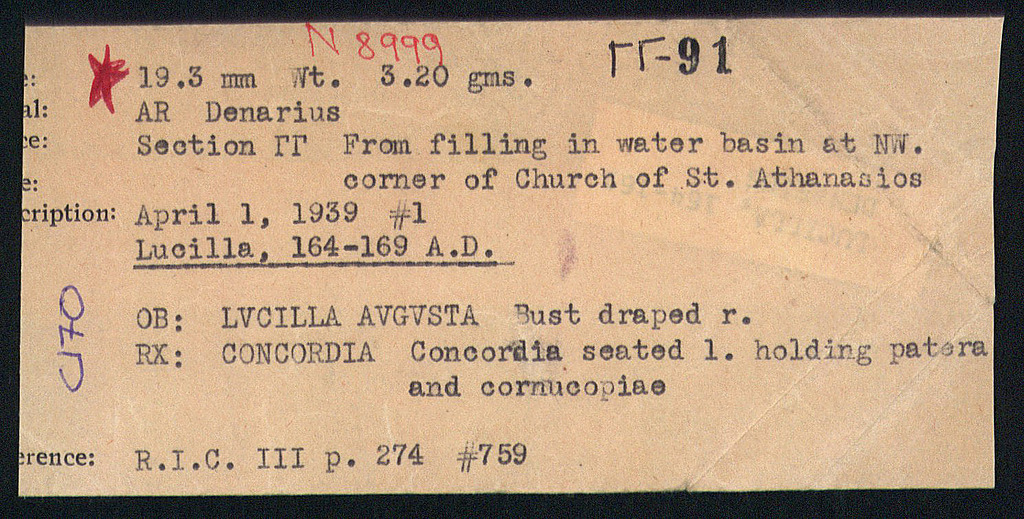 N 8999
ΓΓ-91
e: 19.3 mm Wt. 3.20 gms.
al: AR Denarius
ce: Section ΓΓ From filling in water basin at NW.
e: corner of Church of St. Athanasios
cription: April 1, 1939 #1
Lucilla, 164-169 A.D.
OB: LVCILLA AVGVSTA Bust draped r.
RX: CONCORDIA Concordia seated l. holding patera
and cornucopiae
erence: R.I.C. III p. 274 #759